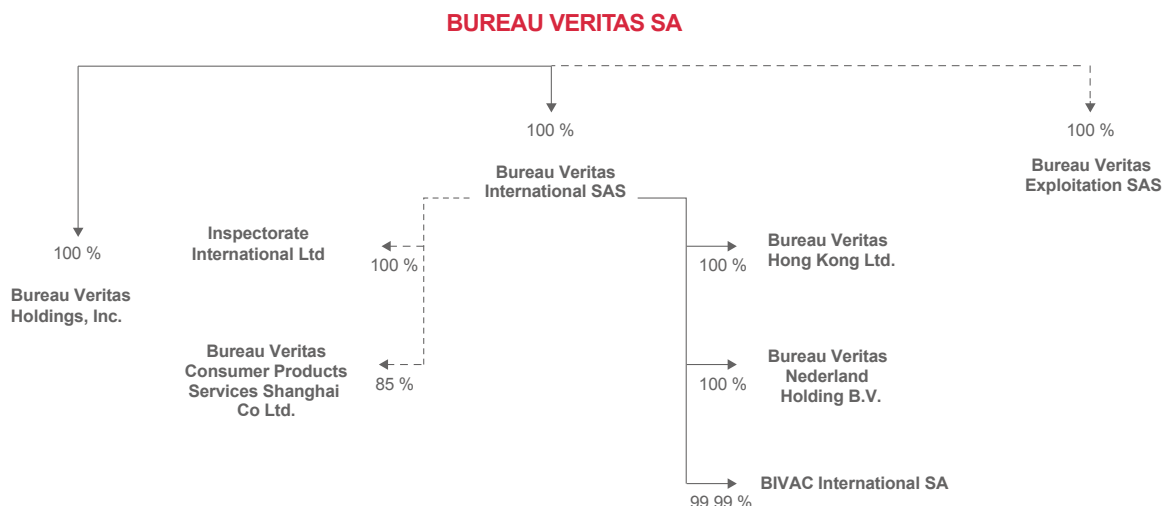 BUREAU VERITAS SA
100 %
100 %
Bureau Veritas
International SAS
Bureau Veritas
Exploitation SAS
100 %
Bureau Veritas
Holdings, Inc.
Inspectorate
International Ltd
100 %
100 %
Bureau Veritas
Hong Kong Ltd.
Bureau Veritas
Consumer Products
Services Shanghai
Co Ltd.
85 %
100 %
Bureau Veritas
Nederland
Holding B.V.
BIVAC International SA
99,99 %